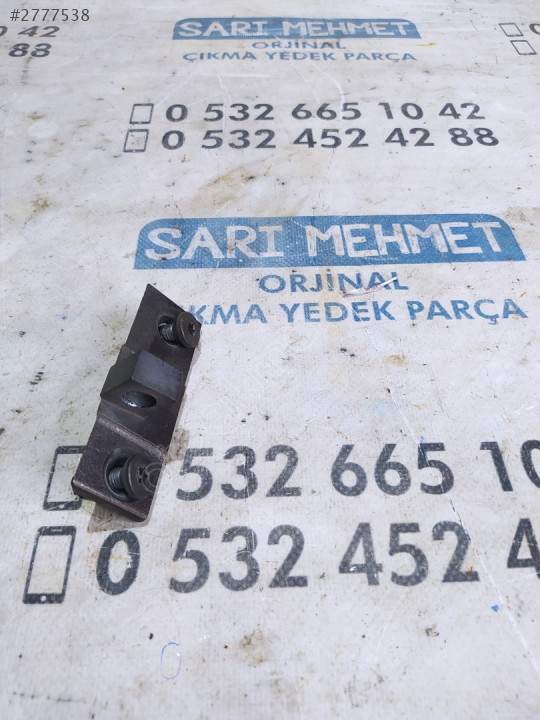 #2777538
0 42
88
SARI MEHMET
ORJİNAL
ÇIKMA YEDEK PARÇA
0 532 665 10 42
0 532 452 42 88
SARI MEHMET
ORJİNAL
ÇIKMA YEDEK PARÇA
532 665 10
0 532 452 4